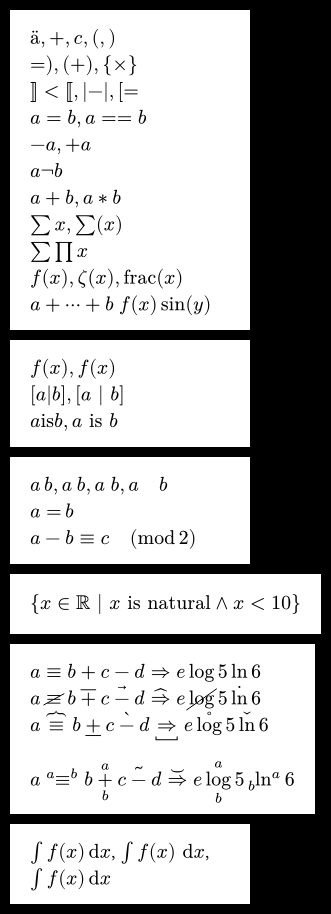 ä, +, c, (, )
=), (+), {×}
⟧ < ⟦, |−|, [=
a = b, a == b
−a, +a
a¬b
a + b, a ∗ b
∑ x, ∑(x)
∑ ∏ x
f(x), ζ(x), frac(x)
a + ⋯ + b f(x) sin(y)
f(x), f(x)
[a|b], [a | b]
aisb, a is b
a b, a b, a b, a b
a = b
a − b ≡ c (mod 2)
{x ∈ ℝ | x is natural ∧ x < 10}
a ≡ b + c − d ⇒ e log 5 ln 6
a ≡ b + c − d ⇒ e log 5 ln 6
a ≡ b + c − d ⇒ e log 5 ln 6
a ᵃ≡ᵇ b + c − d ⇒ e log 5 ᵦlnᵃ 6
∫ f(x) dx, ∫ f(x) dx,
∫ f(x) dx